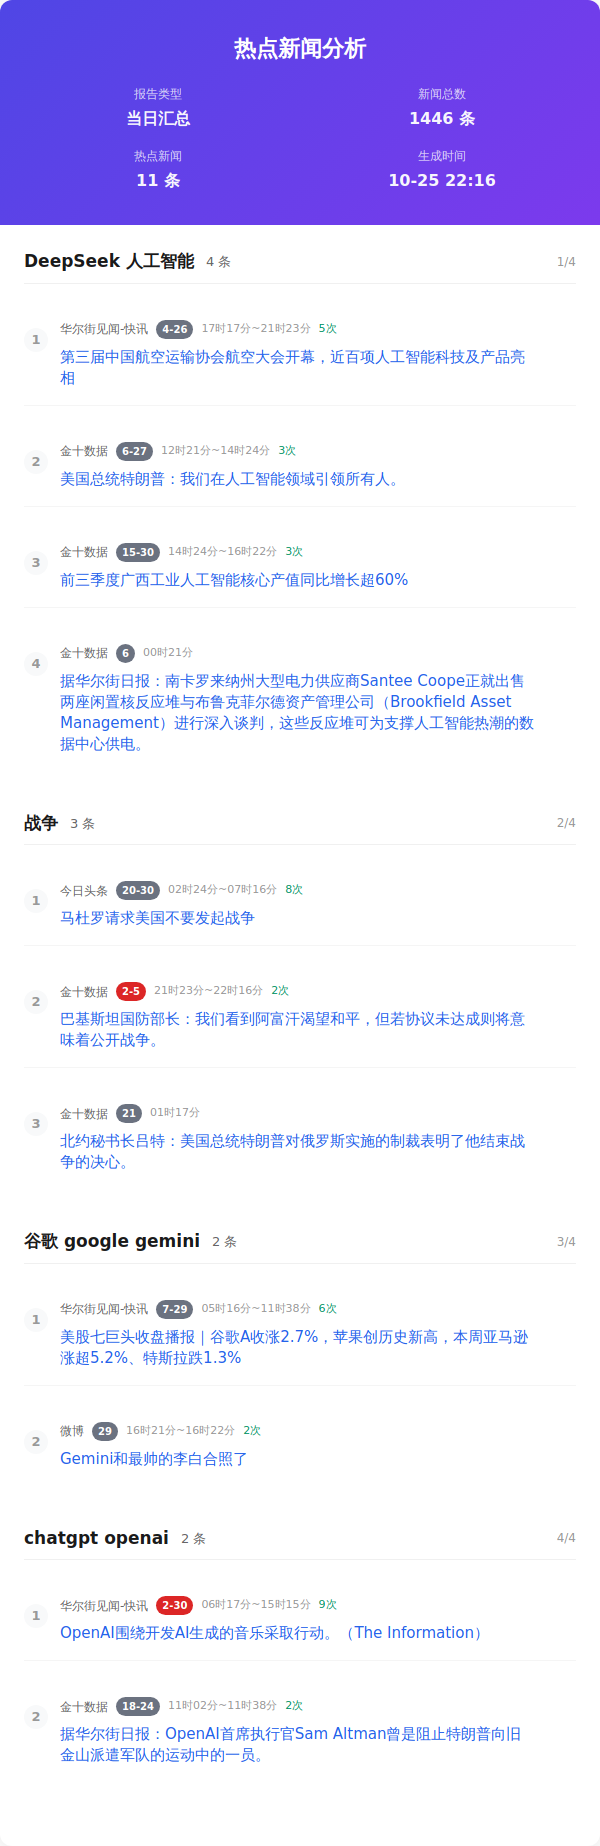 热点新闻分析
报告类型
新闻总数
当日汇总
1446 条
热点新闻
生成时间
11 条
10-25 22:16
DeepSeek 人工智能 4 条 1/4
1 华尔街见闻-快讯 4-26 17时17分~21时23分 5次
第三届中国航空运输协会航空大会开幕，近百项人工智能科技及产品亮
相
2 金十数据 6-27 12时21分~14时24分 3次
美国总统特朗普：我们在人工智能领域引领所有人。
3 金十数据 15-30 14时24分~16时22分 3次
前三季度广西工业人工智能核心产值同比增长超60%
4 金十数据 6 00时21分
据华尔街日报：南卡罗来纳州大型电力供应商Santee Coope正就出售
两座闲置核反应堆与布鲁克菲尔德资产管理公司（Brookfield Asset
Management）进行深入谈判，这些反应堆可为支撑人工智能热潮的数
据中心供电。
战争 3 条 2/4
1 今日头条 20-30 02时24分~07时16分 8次
马杜罗请求美国不要发起战争
2 金十数据 2-5 21时23分~22时16分 2次
巴基斯坦国防部长：我们看到阿富汗渴望和平，但若协议未达成则将意
味着公开战争。
3 金十数据 21 01时17分
北约秘书长吕特：美国总统特朗普对俄罗斯实施的制裁表明了他结束战
争的决心。
谷歌 google gemini 2 条 3/4
1 华尔街见闻-快讯 7-29 05时16分~11时38分 6次
美股七巨头收盘播报｜谷歌A收涨2.7%，苹果创历史新高，本周亚马逊
涨超5.2%、特斯拉跌1.3%
2 微博 29 16时21分~16时22分 2次
Gemini和最帅的李白合照了
chatgpt openai 2 条 4/4
1 华尔街见闻-快讯 2-30 06时17分~15时15分 9次
OpenAI围绕开发AI生成的音乐采取行动。（The Information）
2 金十数据 18-24 11时02分~11时38分 2次
据华尔街日报：OpenAI首席执行官Sam Altman曾是阻止特朗普向旧
金山派遣军队的运动中的一员。